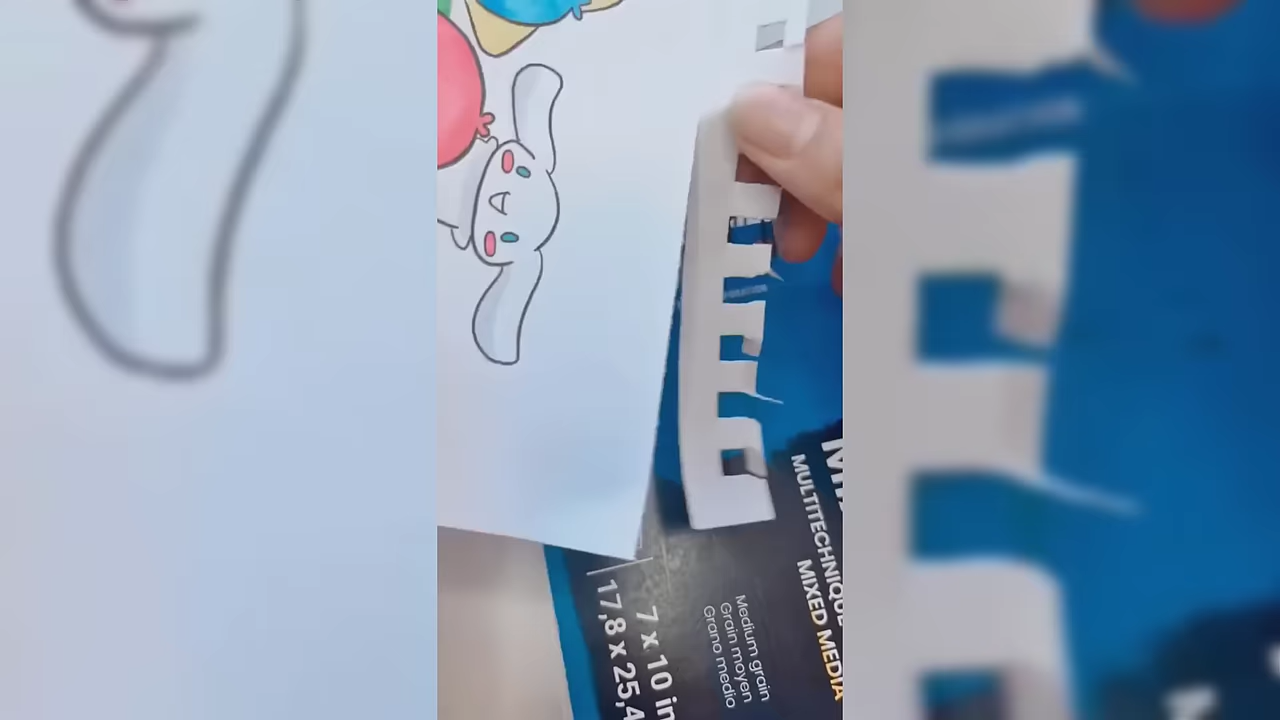 MULTITECHNIQUE
MIXED MEDIA
Medium grain
Grain moyen
Grano medio
7 x 10 in
17,8 x 25,4